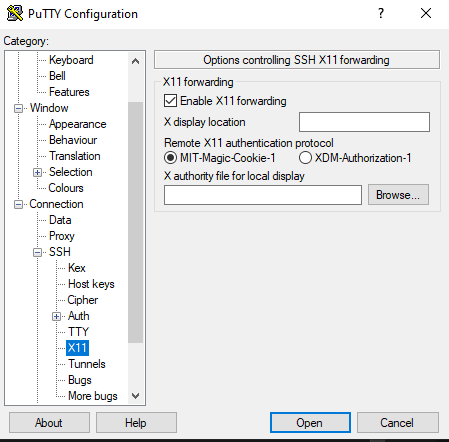 PuTTY Configuration
Category:
Keyboard
Bell
Features
Window
Appearance
Behaviour
Translation
Selection
Colours
Connection
Data
Proxy
SSH
Kex
Host keys
Cipher
Auth
TTY
X11
Tunnels
Bugs
More bugs
Options controlling SSH X11 forwarding
X11 forwarding
Enable X11 forwarding
X display location
Remote X11 authentication protocol
MIT-Magic-Cookie-1 XDM-Authorization-1
X authority file for local display
Browse...
About Help Open Cancel